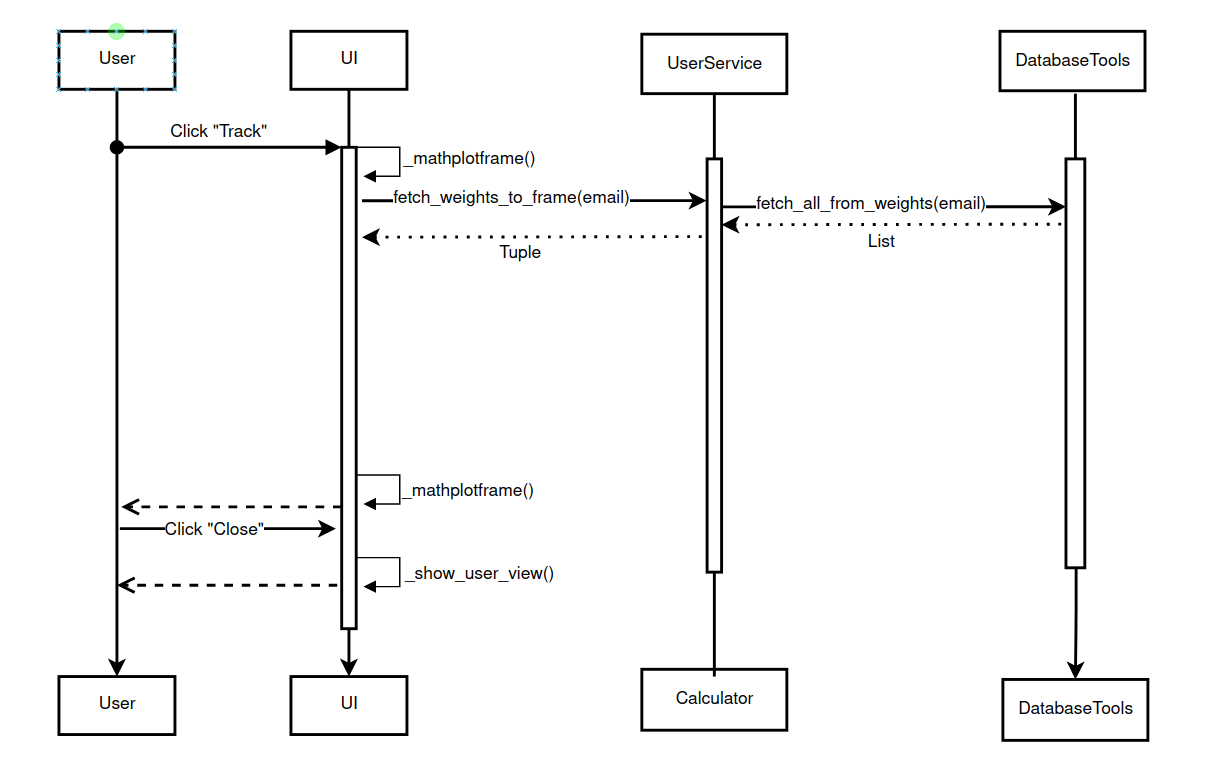 User
UI
UserService
DatabaseTools
Click "Track"
_mathplotframe()
fetch_weights_to_frame(email)
fetch_all_from_weights(email)
List
Tuple
_mathplotframe()
Click "Close"
_show_user_view()
User
UI
Calculator
DatabaseTools